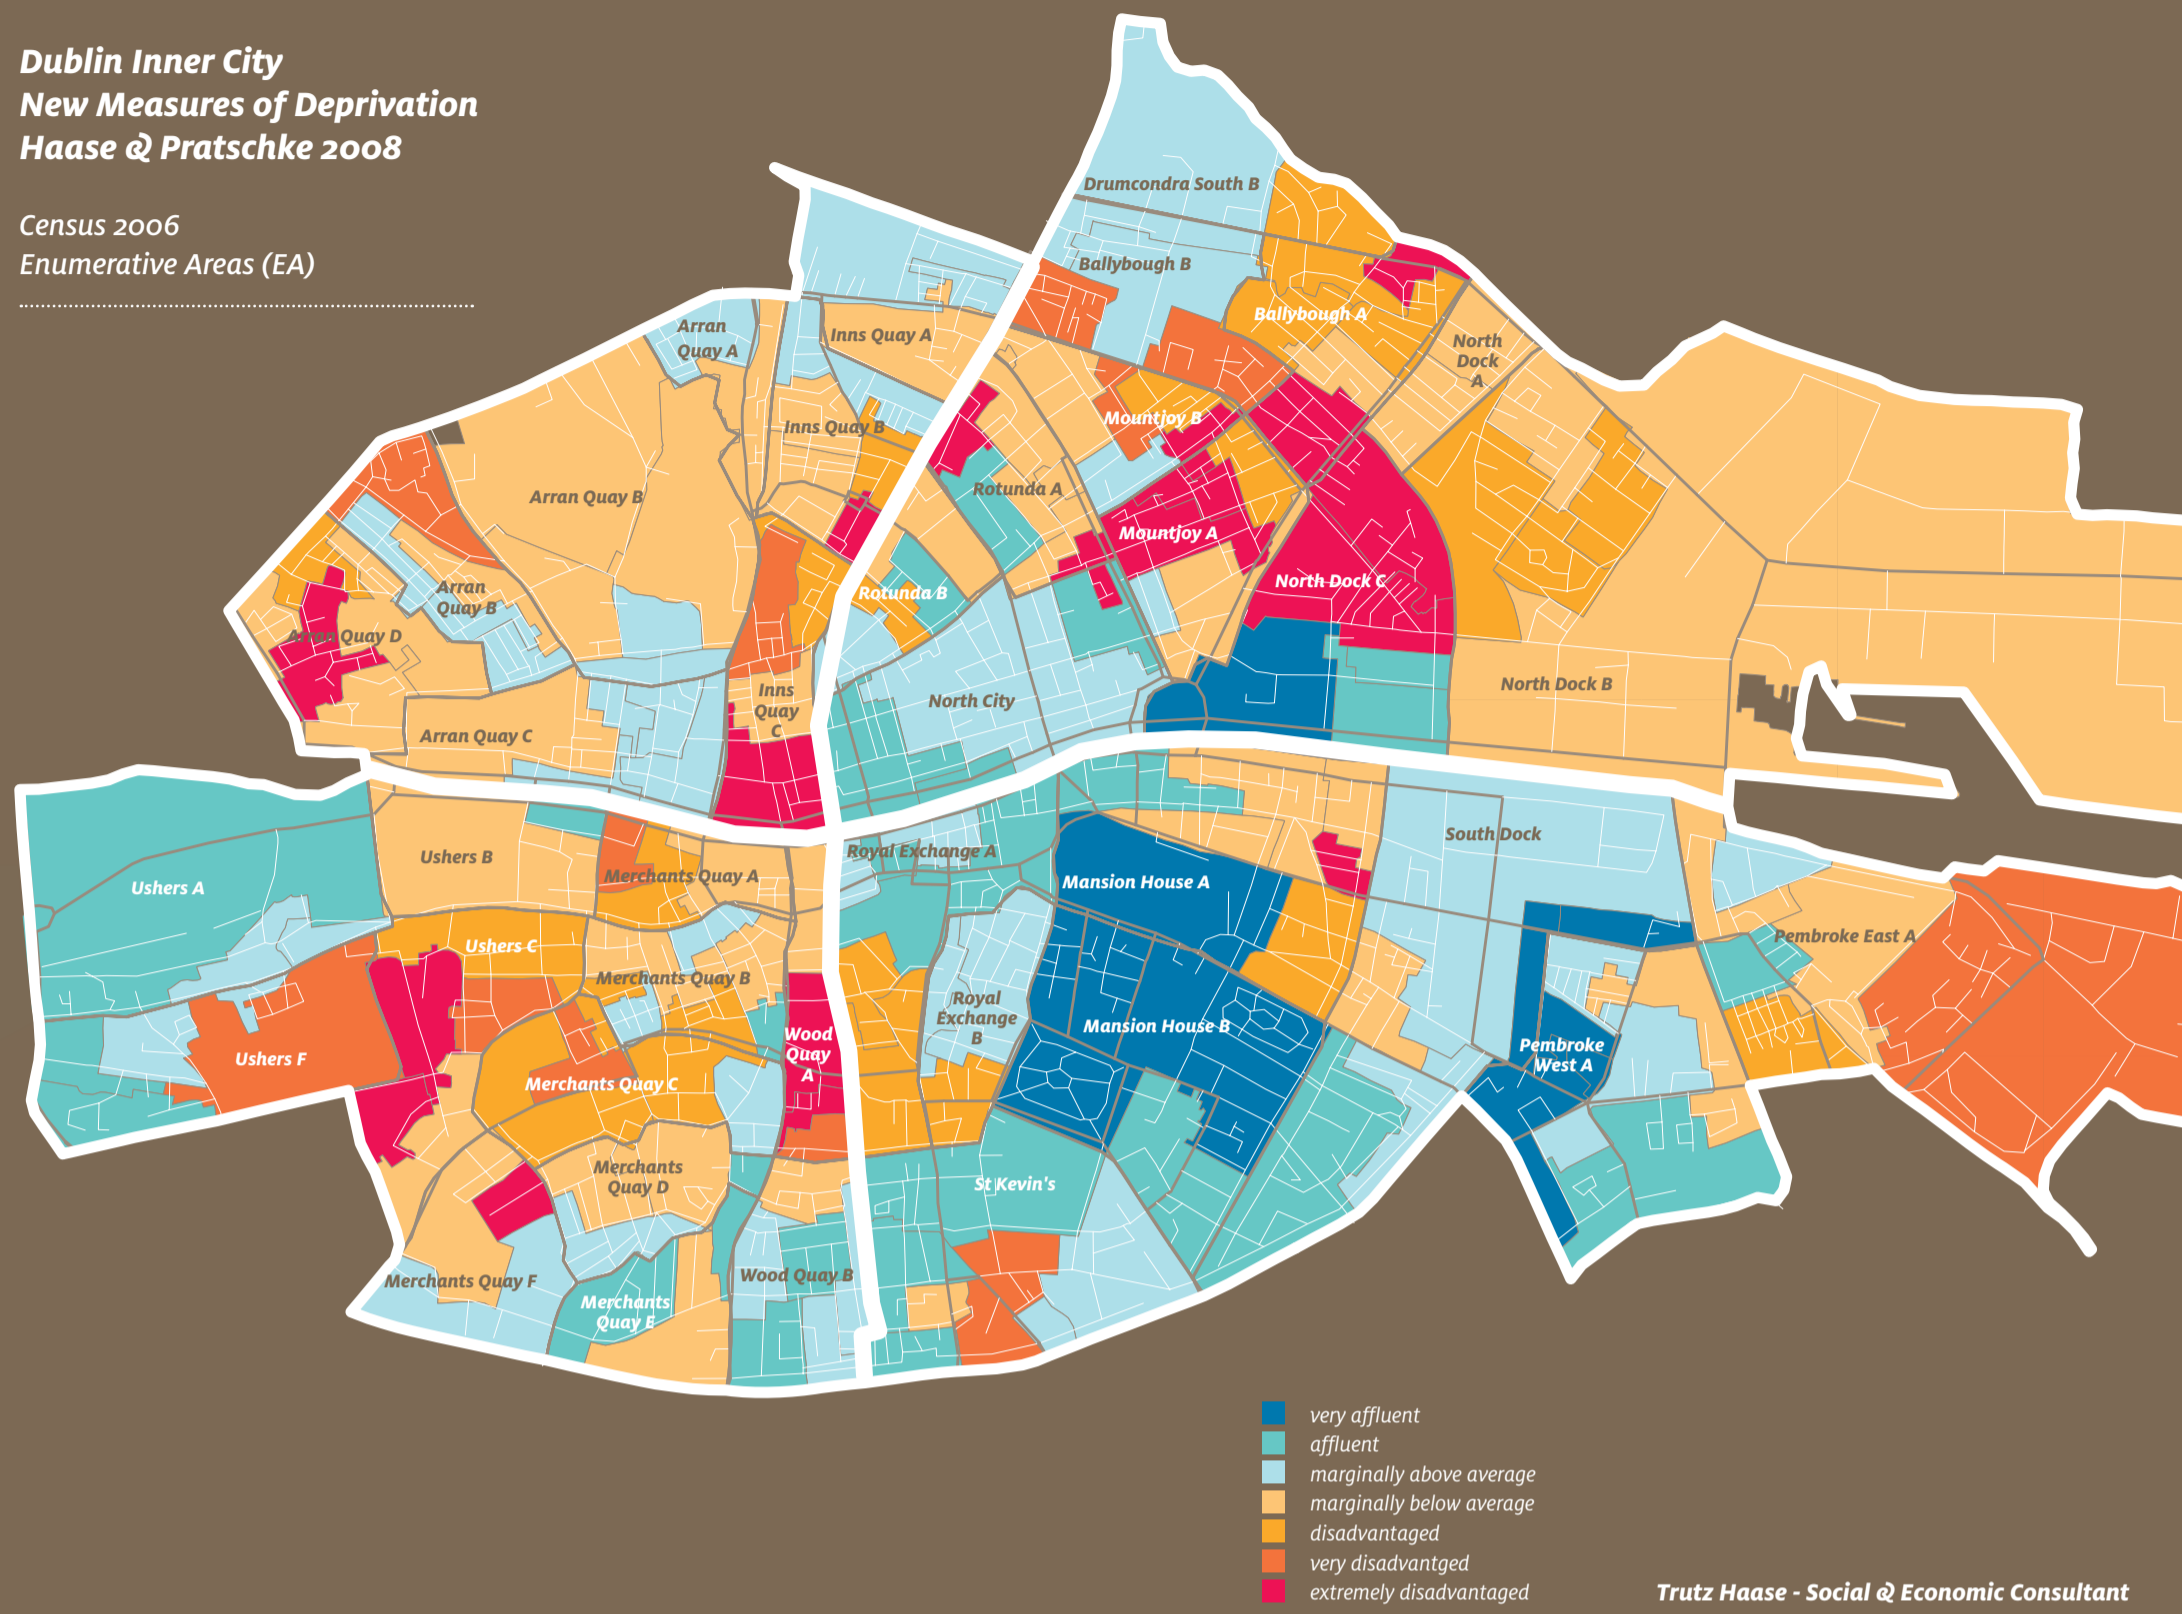 Dublin Inner City
New Measures of Deprivation
Haase & Pratschke 2008
Census 2006
Enumerative Areas (EA)
Drumcondra South B
Ballybough B
Ballybough A
Arran
Quay A
Inns Quay A
North
Dock
A
Inns Quay B
Mountjoy B
Arran Quay B
Rotunda A
Mountjoy A
North Dock C
Arran
Quay B
Rotunda B
Arran Quay D
North Dock B
Inns
Quay
C
North City
Arran Quay C
South Dock
Ushers B
Royal Exchange A
Merchants Quay A
Mansion House A
Ushers A
Ushers C
Pembroke East A
Merchants Quay B
Royal
Exchange
B
Mansion House B
Wood
Quay
A
Pembroke
West A
Ushers F
Merchants Quay C
Merchants
Quay D
St Kevin's
Merchants Quay F
Wood Quay B
Merchants
Quay E
very affluent
affluent
marginally above average
marginally below average
disadvantaged
very disadvantged
extremely disadvantaged
Trutz Haase - Social & Economic Consultant